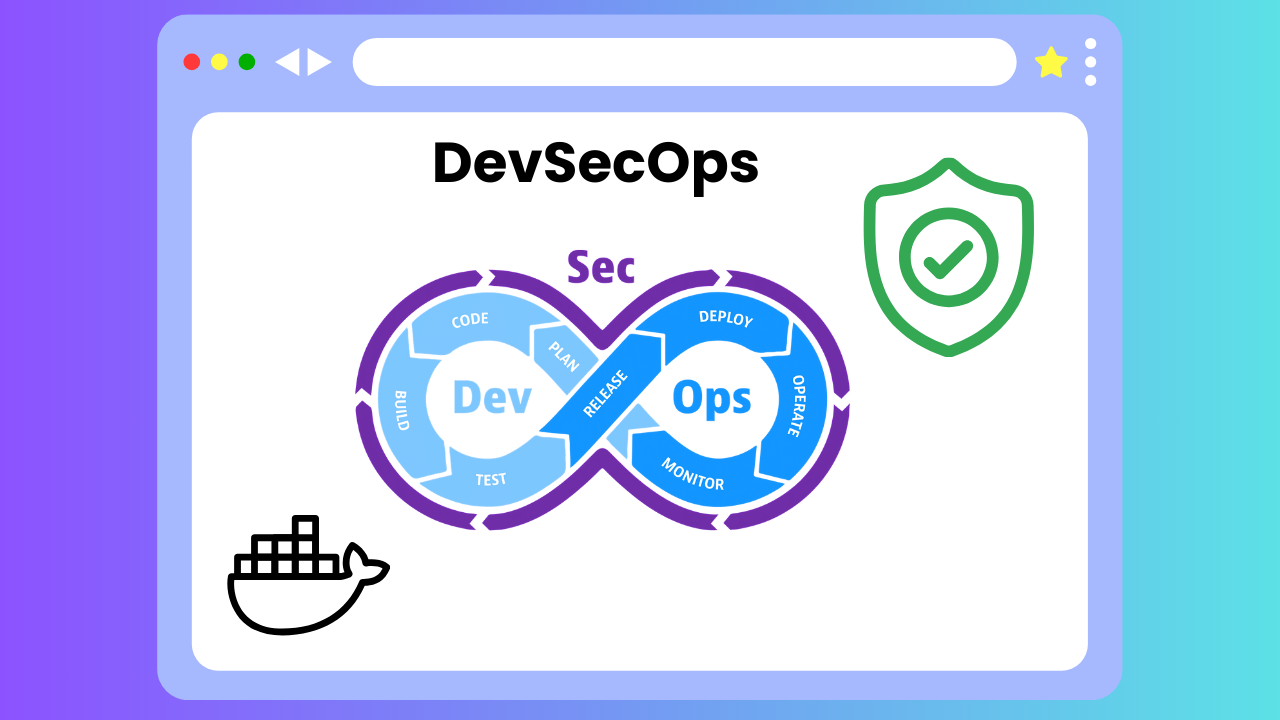 DevSecOps
Sec
CODE
PLAN
BUILD
TEST
Dev
RELEASE
Ops
DEPLOY
OPERATE
MONITOR